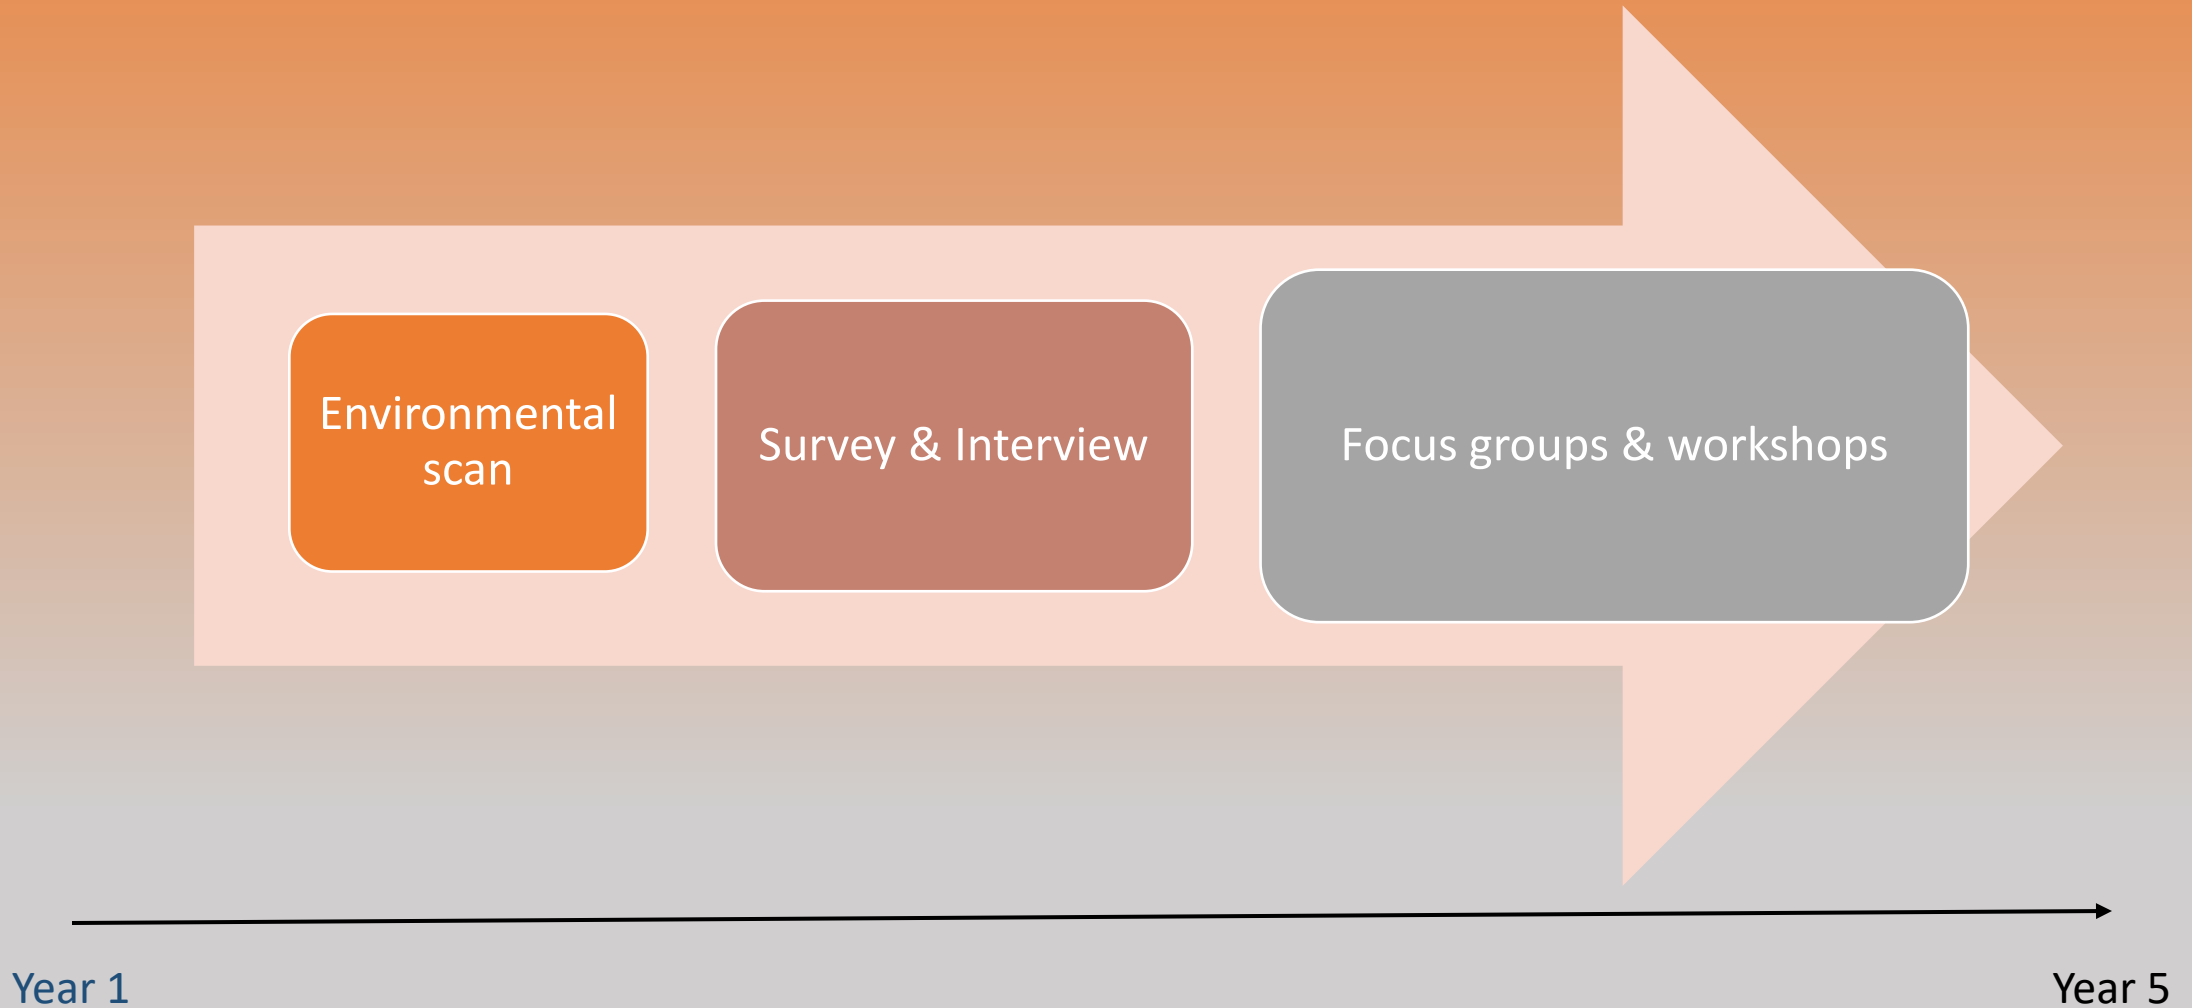 Environmental
scan
Survey & Interview
Focus groups & workshops
Year 1
Year 5